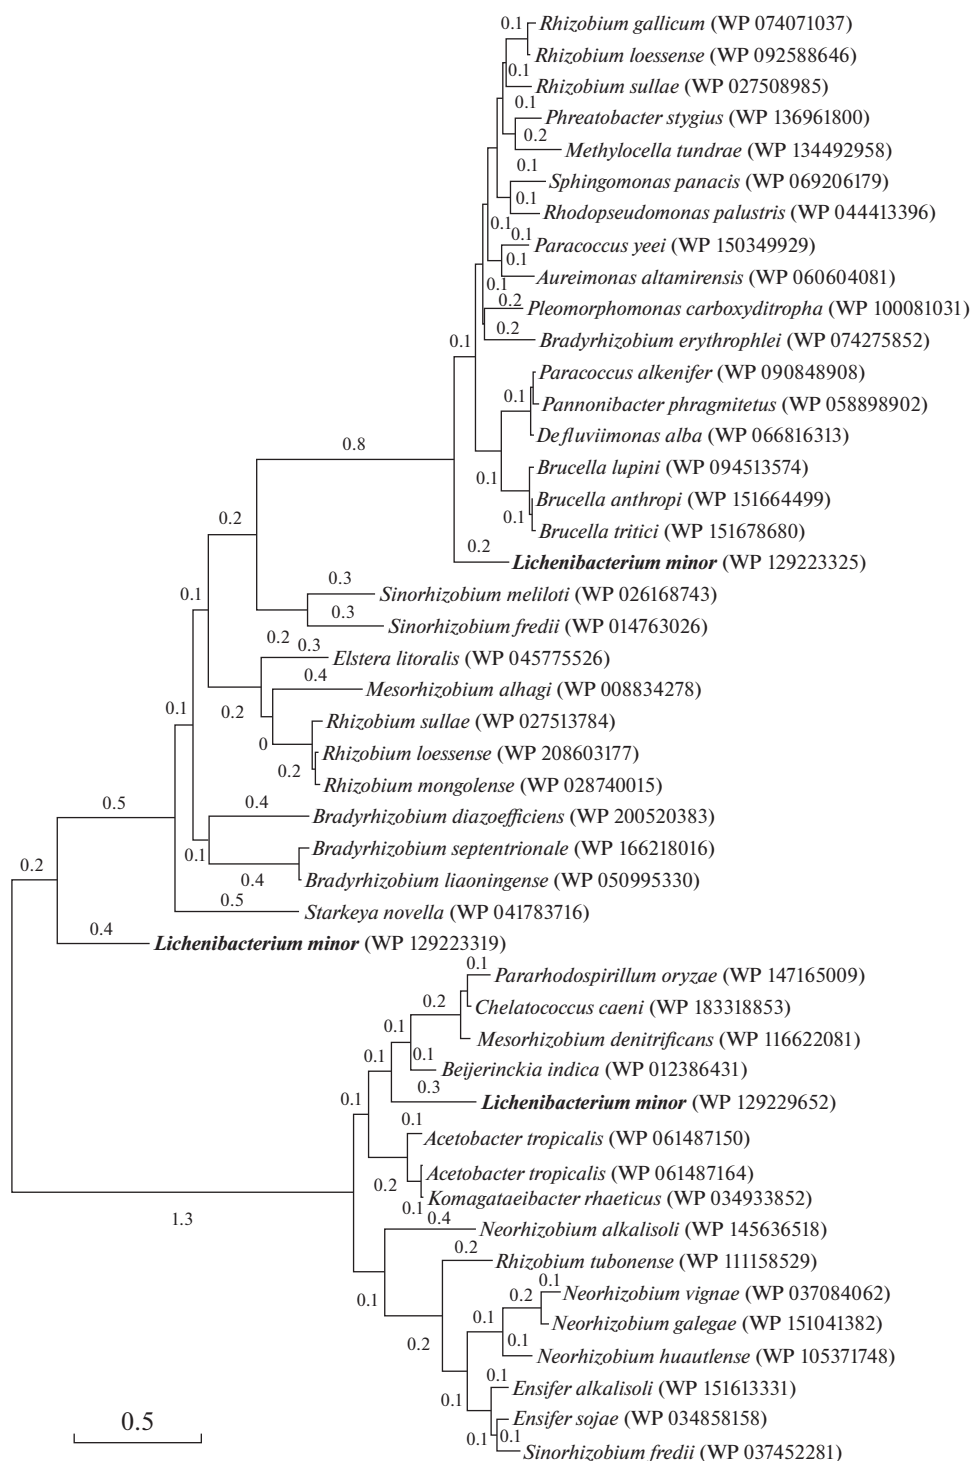 0.1 Rhizobium gallicum (WP 074071037)
Rhizobium loessense (WP 092588646)
0.1
Rhizobium sullae (WP 027508985)
0.1
Phreatobacter stygius (WP 136961800)
0.2
Methylocella tundrae (WP 134492958)
0.1
Sphingomonas panacis (WP 069206179)
0.1
Rhodopseudomonas palustris (WP 044413396)
0.1
0.1
Paracoccus yeei (WP 150349929)
0.1
Aureimonas altamirensis (WP 060604081)
0.1
0.2
Pleomorphomonas carboxyditropha (WP 100081031)
0.2
Bradyrhizobium erythrophlei (WP 074275852)
0.1
Paracoccus alkenifer (WP 090848908)
0.1
Pannonibacter phragmitetus (WP 058898902)
Defluviimonas alba (WP 066816313)
0.8
Brucella lupini (WP 094513574)
0.1
Brucella anthropi (WP 151664499)
0.1
Brucella tritici (WP 151678680)
0.2
0.2
Lichenibacterium minor (WP 129223325)
0.3
Sinorhizobium meliloti (WP 026168743)
0.1
0.3
Sinorhizobium fredii (WP 014763026)
0.2
0.3
Elstera litoralis (WP 045775526)
0.4
Mesorhizobium alhagi (WP 008834278)
0.1
0.2
Rhizobium sullae (WP 027513784)
0
Rhizobium loessense (WP 208603177)
0.2
Rhizobium mongolense (WP 028740015)
0.5
0.4
Bradyrhizobium diazoefficiens (WP 200520383)
Bradyrhizobium septentrionale (WP 166218016)
0.1
0.2
0.4
Bradyrhizobium liaoningense (WP 050995330)
0.5
Starkeya novella (WP 041783716)
0.4
Lichenibacterium minor (WP 129223319)
0.1
Pararhodospirillum oryzae (WP 147165009)
0.2
Chelatococcus caeni (WP 183318853)
0.1
Mesorhizobium denitrificans (WP 116622081)
0.1
0.1
Beijerinckia indica (WP 012386431)
0.3
0.1
Lichenibacterium minor (WP 129229652)
0.1
Acetobacter tropicalis (WP 061487150)
Acetobacter tropicalis (WP 061487164)
0.2
Komagataeibacter rhaeticus (WP 034933852)
0.1
1.3
0.4
Neorhizobium alkalisoli (WP 145636518)
0.2
Rhizobium tubonense (WP 111158529)
0.1
0.1
0.2
Neorhizobium vignae (WP 037084062)
0.1
Neorhizobium galegae (WP 151041382)
0.2
0.1
Neorhizobium huautlense (WP 105371748)
0.1
Ensifer alkalisoli (WP 151613331)
0.1
Ensifer sojae (WP 034858158)
0.5
0.1
0.1
Sinorhizobium fredii (WP 037452281)